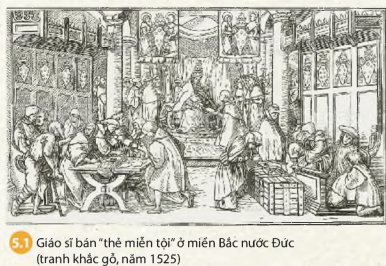 5.1 Giáo sĩ bán "thẻ miễn tội" ở miền Bắc nước Đức
(tranh khắc gỗ, năm 1525)